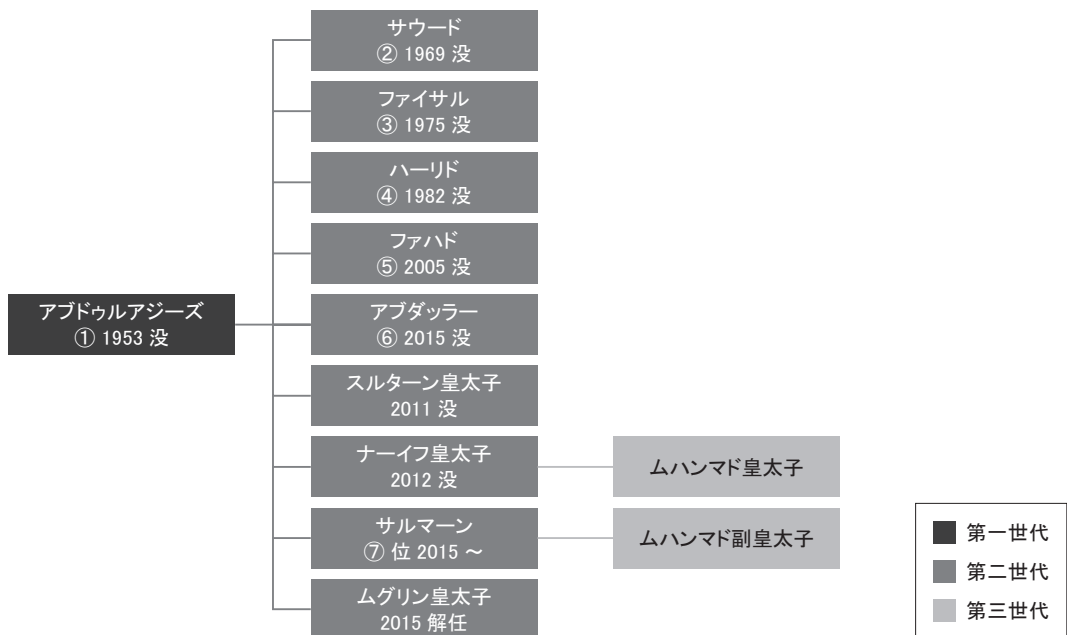 サウード
② 1969 没
ファイサル
③ 1975 没
ハーリド
④ 1982 没
ファハド
⑤ 2005 没
アブドゥルアジーズ
① 1953 没
アブダッラー
⑥ 2015 没
スルターン皇太子
2011 没
ナーイフ皇太子
2012 没
ムハンマド皇太子
サルマーン
⑦ 位 2015 ～
ムハンマド副皇太子
ムグリン皇太子
2015 解任
第一世代
第二世代
第三世代